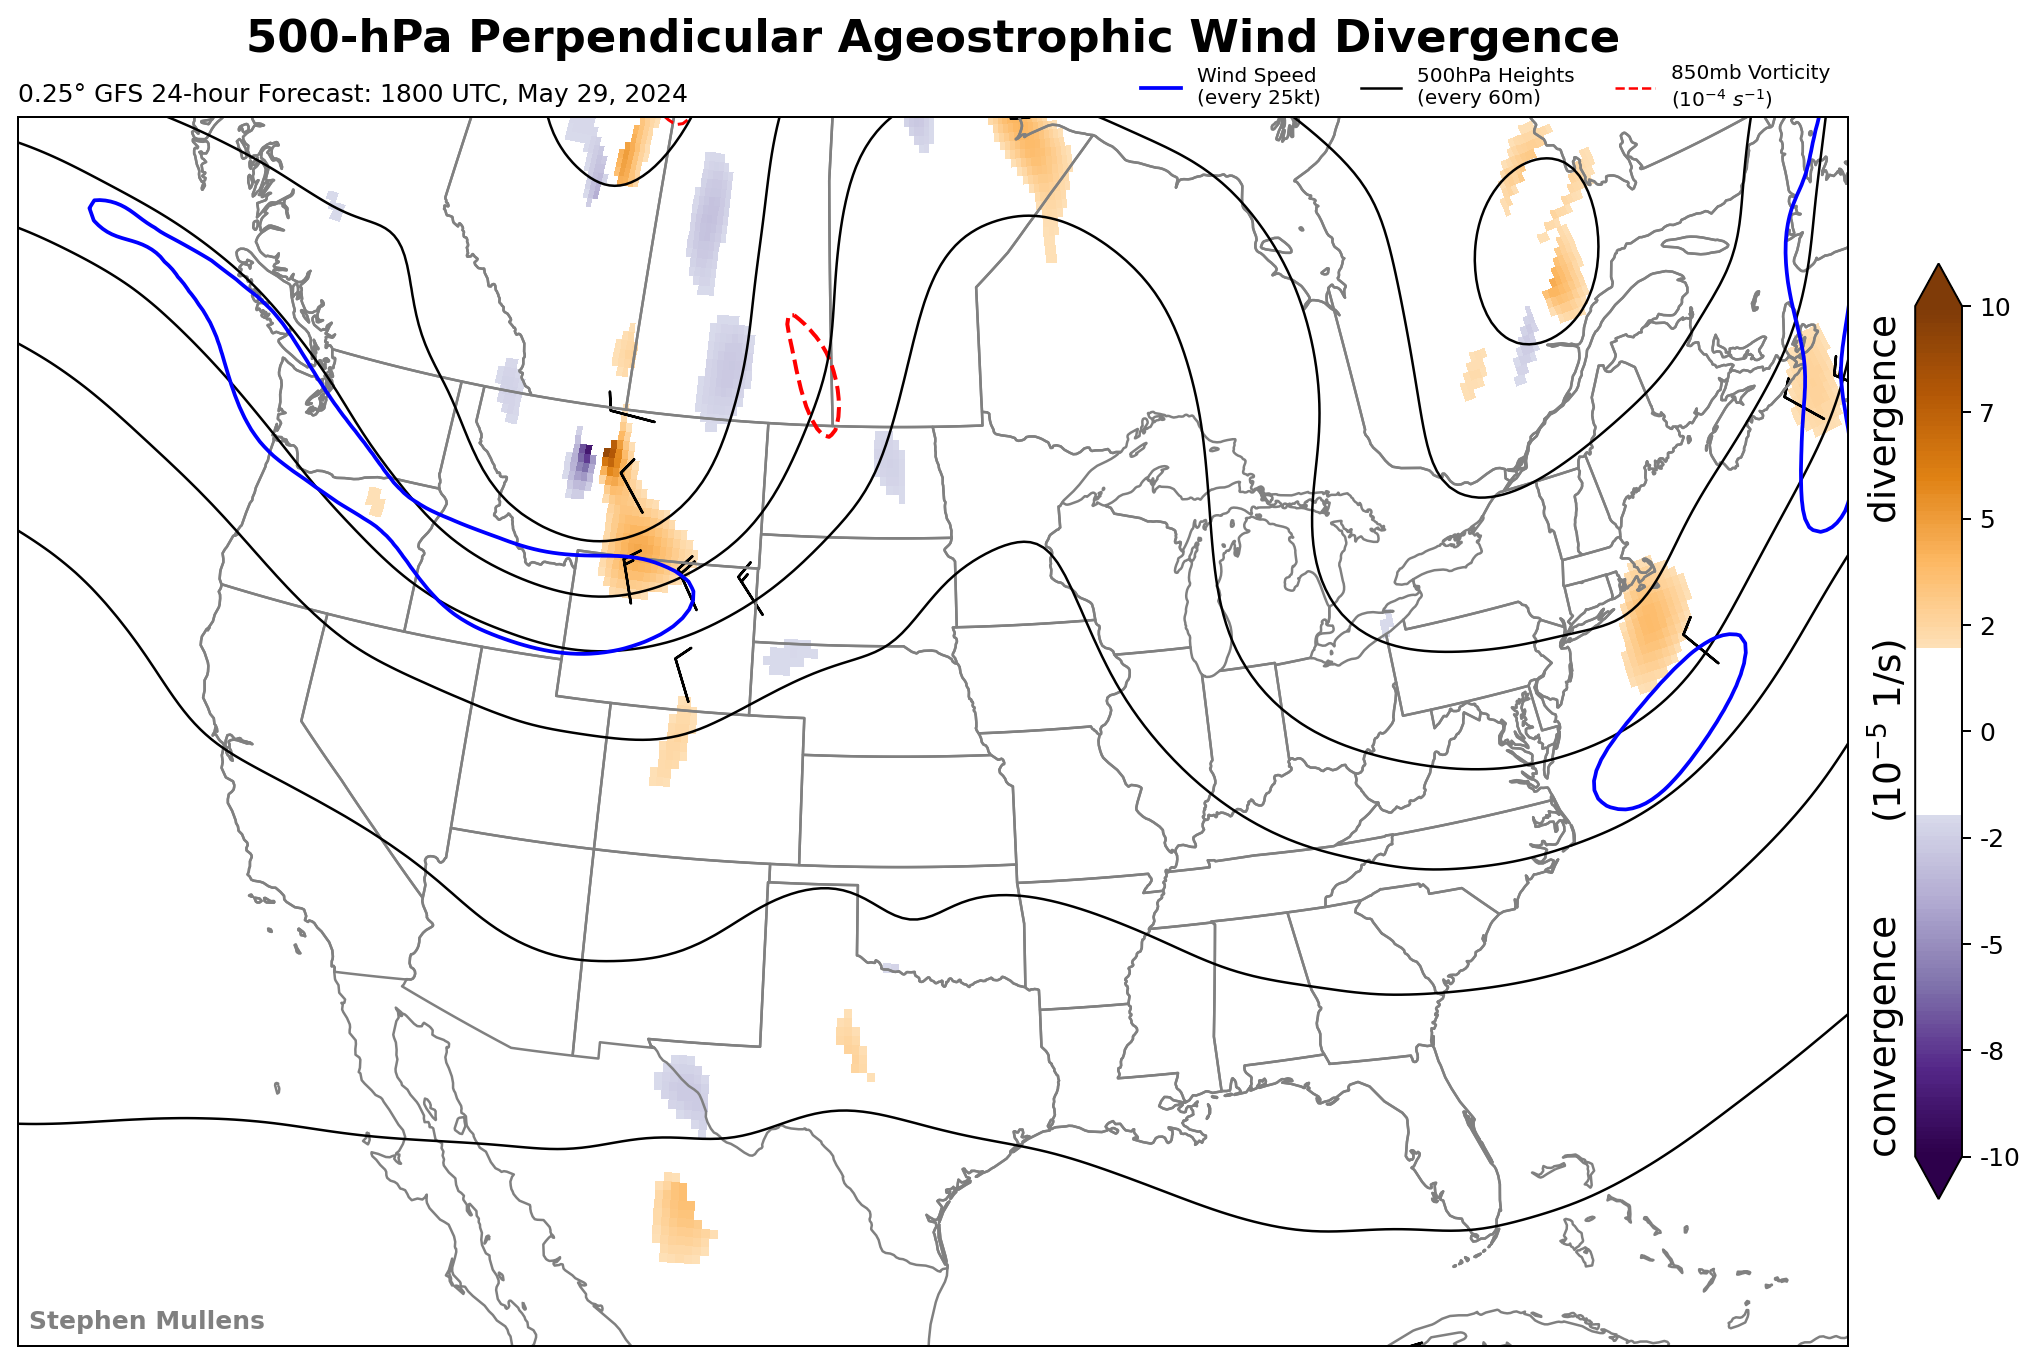 500-hPa Perpendicular Ageostrophic Wind Divergence
0.25° GFS 24-hour Forecast: 1800 UTC, May 29, 2024
Wind Speed
(every 25kt)
500hPa Heights
(every 60m)
850mb Vorticity
(10⁻⁴ s⁻¹)
10
7
5
2
0
-2
-5
-8
-10
convergence (10⁻⁵ 1/s) divergence
Stephen Mullens